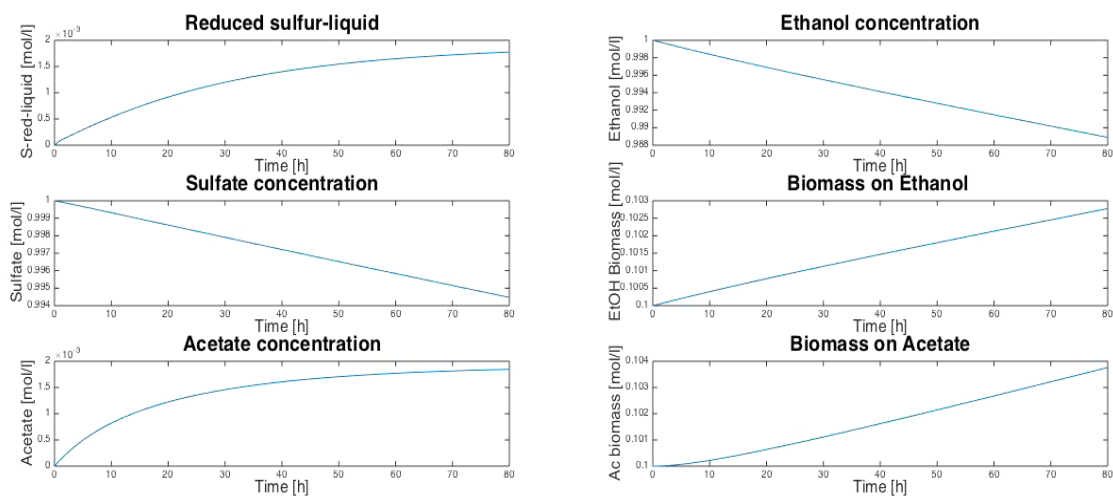 Reduced sulfur-liquid
× 10⁻³
S-red-liquid [mol/l]
2
1.5
1
0.5
0
0 10 20 30 40 50 60 70 80
Time [h]
Ethanol concentration
Ethanol [mol/l]
1
0.998
0.996
0.994
0.992
0.99
0.988
0 10 20 30 40 50 60 70 80
Time [h]
Sulfate concentration
Sulfate [mol/l]
1
0.999
0.998
0.997
0.996
0.995
0.994
0 10 20 30 40 50 60 70 80
Time [h]
Biomass on Ethanol
EtOH Biomass [mol/l]
0.103
0.1025
0.102
0.1015
0.101
0.1005
0.1
0 10 20 30 40 50 60 70 80
Time [h]
Acetate concentration
× 10⁻³
Acetate [mol/l]
2
1.5
1
0.5
0
0 10 20 30 40 50 60 70 80
Time [h]
Biomass on Acetate
Ac biomass [mol/l]
0.104
0.103
0.102
0.101
0.1
0 10 20 30 40 50 60 70 80
Time [h]